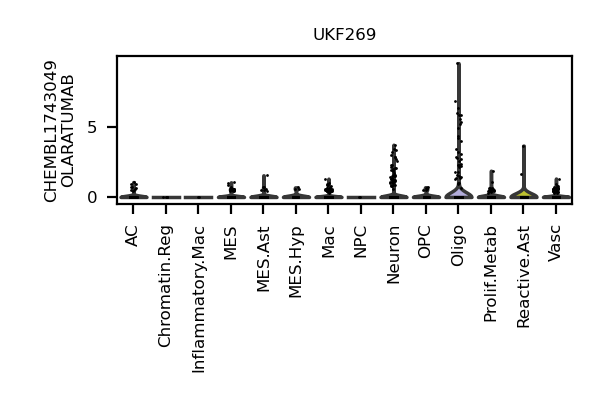 UKF269
CHEMBL1743049
OLARATUMAB
5
0
AC
Chromatin.Reg
Inflammatory.Mac
MES
MES.Ast
MES.Hyp
Mac
NPC
Neuron
OPC
Oligo
Prolif.Metab
Reactive.Ast
Vasc